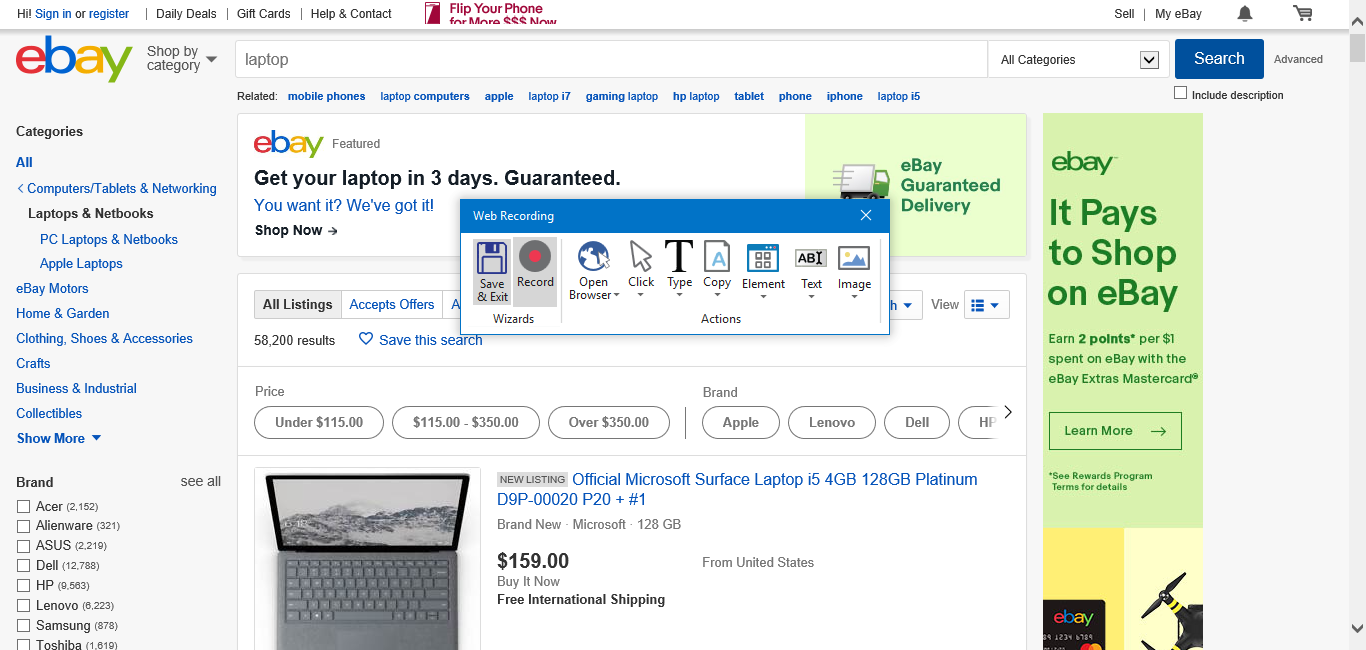 Hi! Sign in or register | Daily Deals | Gift Cards | Help & Contact
Flip Your Phone
for More $$$ Now
Sell | My eBay
ebay
Shop by
category
laptop
All Categories
Search
Advanced
Related: mobile phones laptop computers apple laptop i7 gaming laptop hp laptop tablet phone iphone laptop i5
Include description
Categories
All
< Computers/Tablets & Networking
Laptops & Netbooks
PC Laptops & Netbooks
Apple Laptops
eBay Motors
Home & Garden
Clothing, Shoes & Accessories
Crafts
Business & Industrial
Collectibles
Show More
Brand see all
Acer (2,152)
Alienware (321)
ASUS (2,219)
Dell (12,788)
HP (9,563)
Lenovo (6,223)
Samsung (878)
Toshiba (1,619)
ebay Featured
Get your laptop in 3 days. Guaranteed.
You want it? We've got it!
Shop Now →
eBay
Guaranteed
Delivery
Web Recording
Save
& Exit
Record
Wizards
Open
Browser
Click
T
Type
A
Copy
Element
AB
Text
Image
Actions
All Listings Accepts Offers A
h
View
58,200 results
Save this search
Price
Under $115.00
$115.00 - $350.00
Over $350.00
Brand
Apple
Lenovo
Dell
HP
6:18
NEW LISTING Official Microsoft Surface Laptop i5 4GB 128GB Platinum
D9P-00020 P20 + #1
Brand New · Microsoft · 128 GB
$159.00
Buy It Now
Free International Shipping
From United States
ebay™
It Pays
to Shop
on eBay
Earn 2 points* per $1
spent on eBay with the
eBay Extras Mastercard®
Learn More →
*See Rewards Program
Terms for details
ebay